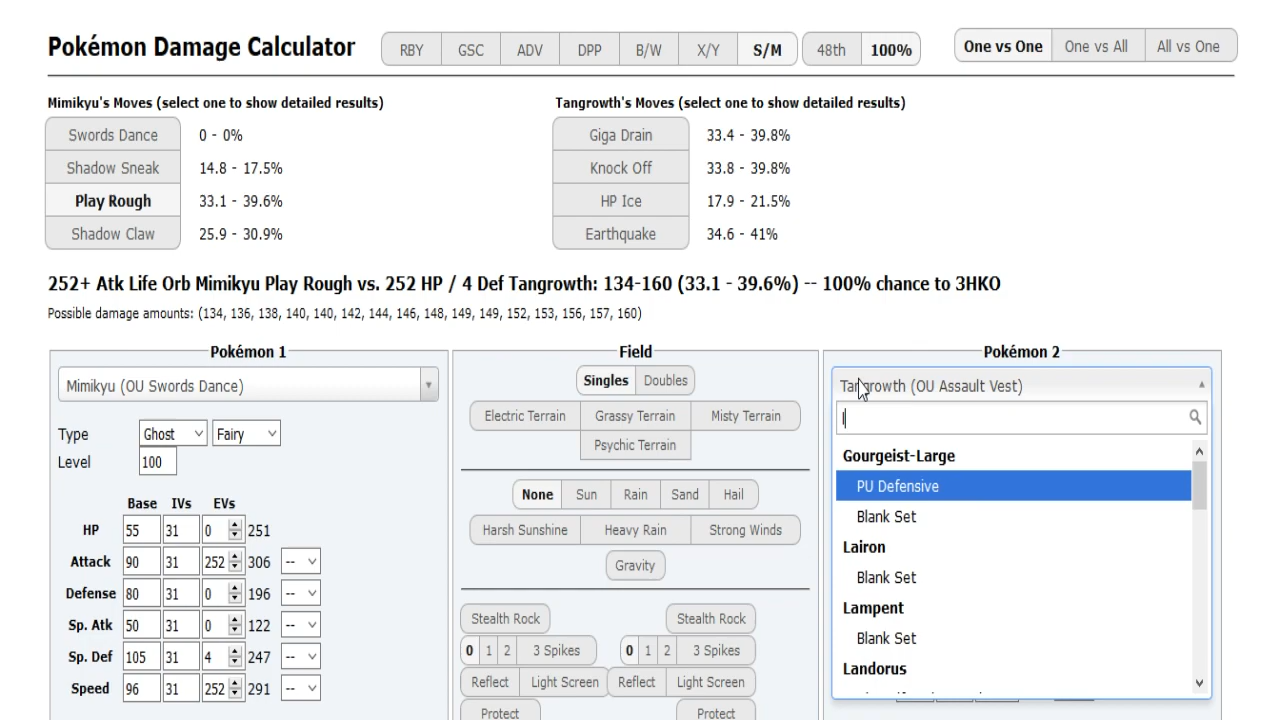 Pokémon Damage Calculator RBY GSC ADV DPP B/W X/Y S/M 48th 100% One vs One One vs All All vs One
Mimikyu's Moves (select one to show detailed results) Tangrowth's Moves (select one to show detailed results)
Swords Dance 0 - 0% Giga Drain 33.4 - 39.8%
Shadow Sneak 14.8 - 17.5% Knock Off 33.8 - 39.8%
Play Rough 33.1 - 39.6% HP Ice 17.9 - 21.5%
Shadow Claw 25.9 - 30.9% Earthquake 34.6 - 41%
252+ Atk Life Orb Mimikyu Play Rough vs. 252 HP / 4 Def Tangrowth: 134-160 (33.1 - 39.6%) -- 100% chance to 3HKO
Possible damage amounts: (134, 136, 138, 140, 140, 142, 144, 146, 148, 149, 149, 152, 153, 156, 157, 160)
Pokémon 1 Field Pokémon 2
Mimikyu (OU Swords Dance) Singles Doubles Tangrowth (OU Assault Vest)
Electric Terrain Grassy Terrain Misty Terrain l
Type Ghost Fairy Psychic Terrain
Level 100 Gourgeist-Large
None Sun Rain Sand Hail PU Defensive
Base IVs EVs Blank Set
HP 55 31 0 251 Harsh Sunshine Heavy Rain Strong Winds
Attack 90 31 252 306 -- Gravity Lairon
Defense 80 31 0 196 -- Blank Set
Sp. Atk 50 31 0 122 -- Stealth Rock Stealth Rock Lampent
Sp. Def 105 31 4 247 -- 0 1 2 3 Spikes 0 1 2 3 Spikes Blank Set
Speed 96 31 252 291 -- Reflect Light Screen Reflect Light Screen Landorus
Protect Protect